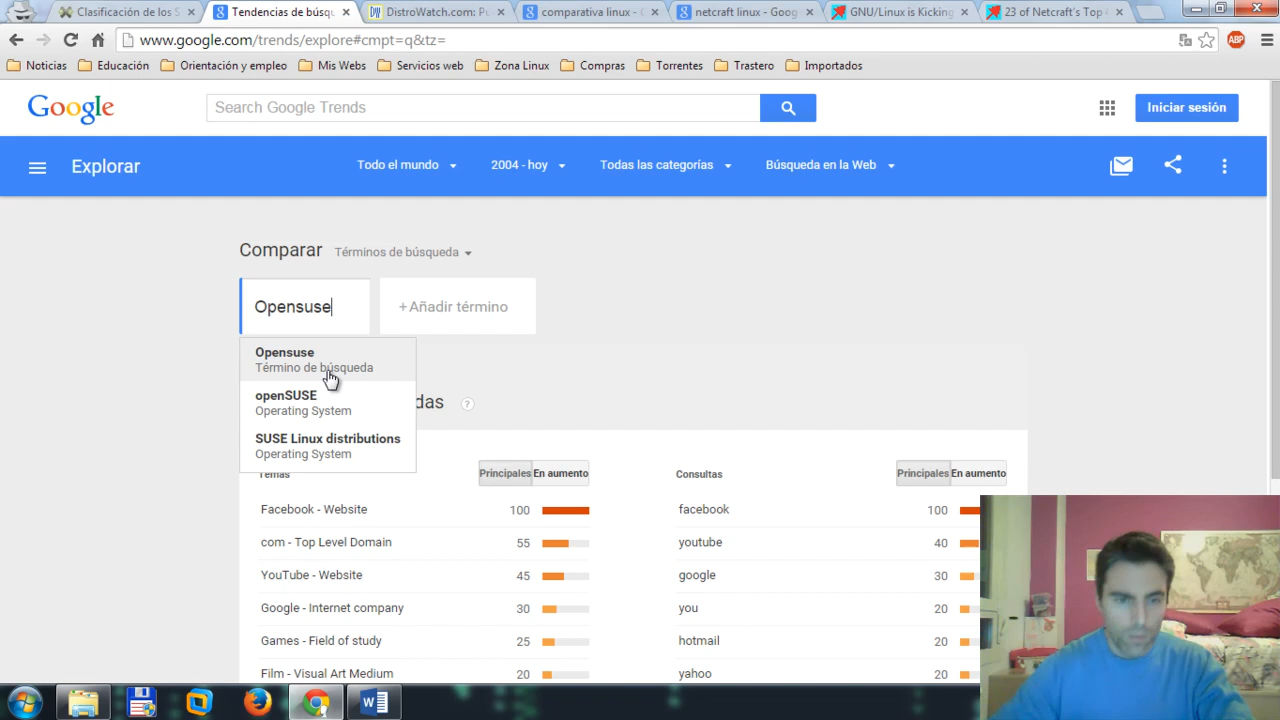 Clasificación de los S
Tendencias de búsqu
DistroWatch.com: Pu
comparativa linux - G
netcraft linux - Goog
GNU/Linux is Kicking
23 of Netcraft's Top
www.google.com/trends/explore#cmpt=q&tz=
ABP
Noticias
Educación
Orientación y empleo
Mis Webs
Servicios web
Zona Linux
Compras
Torrentes
Trastero
Importados
Google
Search Google Trends
Iniciar sesión
Explorar
Todo el mundo
2004 - hoy
Todas las categorías
Búsqueda en la Web
Comparar
Términos de búsqueda
Opensuse
+Añadir término
Opensuse
Término de búsqueda
openSUSE
Operating System
das ?
SUSE Linux distributions
Operating System
Temas
Principales
En aumento
Consultas
Principales
En aumento
Facebook - Website 100
facebook 100
com - Top Level Domain 55
youtube 40
YouTube - Website 45
google 30
Google - Internet company 30
you 20
Games - Field of study 25
hotmail 20
Film - Visual Art Medium 20
yahoo 20